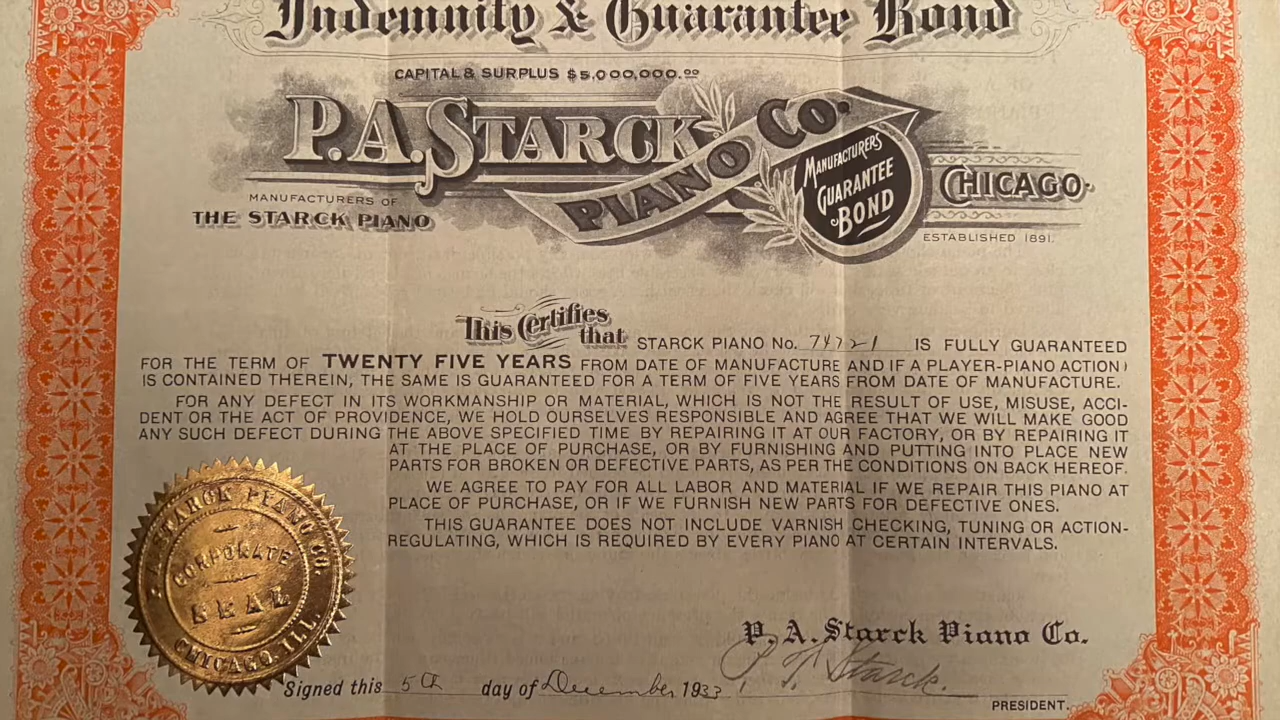 Indemnity & Guarantee Bond
CAPITAL & SURPLUS $5,000,000.00
P.A. STARCK PIANO CO.
MANUFACTURERS GUARANTEE BOND
CHICAGO.
MANUFACTURERS OF
THE STARCK PIANO
ESTABLISHED 1891.
This Certifies that STARCK PIANO No. 74721 IS FULLY GUARANTEED
FOR THE TERM OF TWENTY FIVE YEARS FROM DATE OF MANUFACTURE AND IF A PLAYER-PIANO ACTION
IS CONTAINED THEREIN, THE SAME IS GUARANTEED FOR A TERM OF FIVE YEARS FROM DATE OF MANUFACTURE.
FOR ANY DEFECT IN ITS WORKMANSHIP OR MATERIAL, WHICH IS NOT THE RESULT OF USE, MISUSE, ACCI-
DENT OR THE ACT OF PROVIDENCE, WE HOLD OURSELVES RESPONSIBLE AND AGREE THAT WE WILL MAKE GOOD
ANY SUCH DEFECT DURING THE ABOVE SPECIFIED TIME BY REPAIRING IT AT OUR FACTORY, OR BY REPAIRING IT
AT THE PLACE OF PURCHASE, OR BY FURNISHING AND PUTTING INTO PLACE NEW
PARTS FOR BROKEN OR DEFECTIVE PARTS, AS PER THE CONDITIONS ON BACK HEREOF.
WE AGREE TO PAY FOR ALL LABOR AND MATERIAL IF WE REPAIR THIS PIANO AT
PLACE OF PURCHASE, OR IF WE FURNISH NEW PARTS FOR DEFECTIVE ONES.
THIS GUARANTEE DOES NOT INCLUDE VARNISH CHECKING, TUNING OR ACTION-
REGULATING, WHICH IS REQUIRED BY EVERY PIANO AT CERTAIN INTERVALS.
P.A. STARCK PIANO CO.
CORPORATE
SEAL
CHICAGO. ILL.
P. A. Starck Piano Co.
P. T. Starck.
Signed this 5th day of December 1933
PRESIDENT.